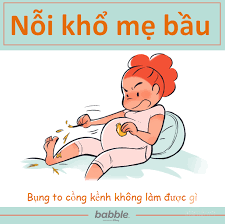 Nỗi khổ mẹ bầu
Bụng to cồng kềnh không làm được gì
babble